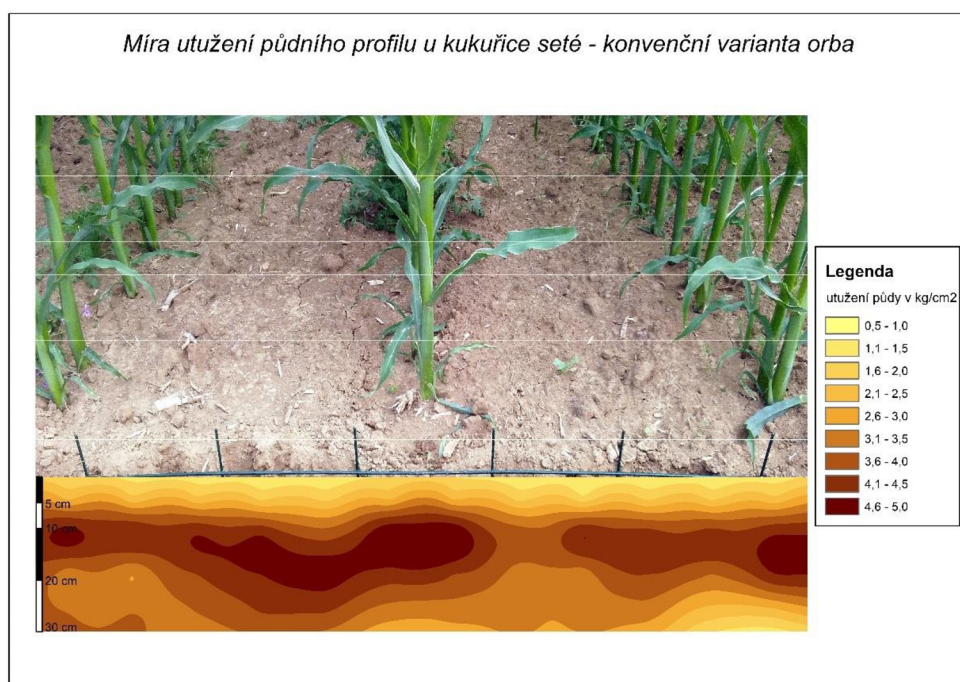 Míra utužení půdního profilu u kukuřice seté - konvenční varianta orba
Legenda
utužení půdy v kg/cm2
0,5 - 1,0
1,1 - 1,5
1,6 - 2,0
2,1 - 2,5
2,6 - 3,0
3,1 - 3,5
3,6 - 4,0
4,1 - 4,5
4,6 - 5,0
5 cm
10 cm
20 cm
30 cm